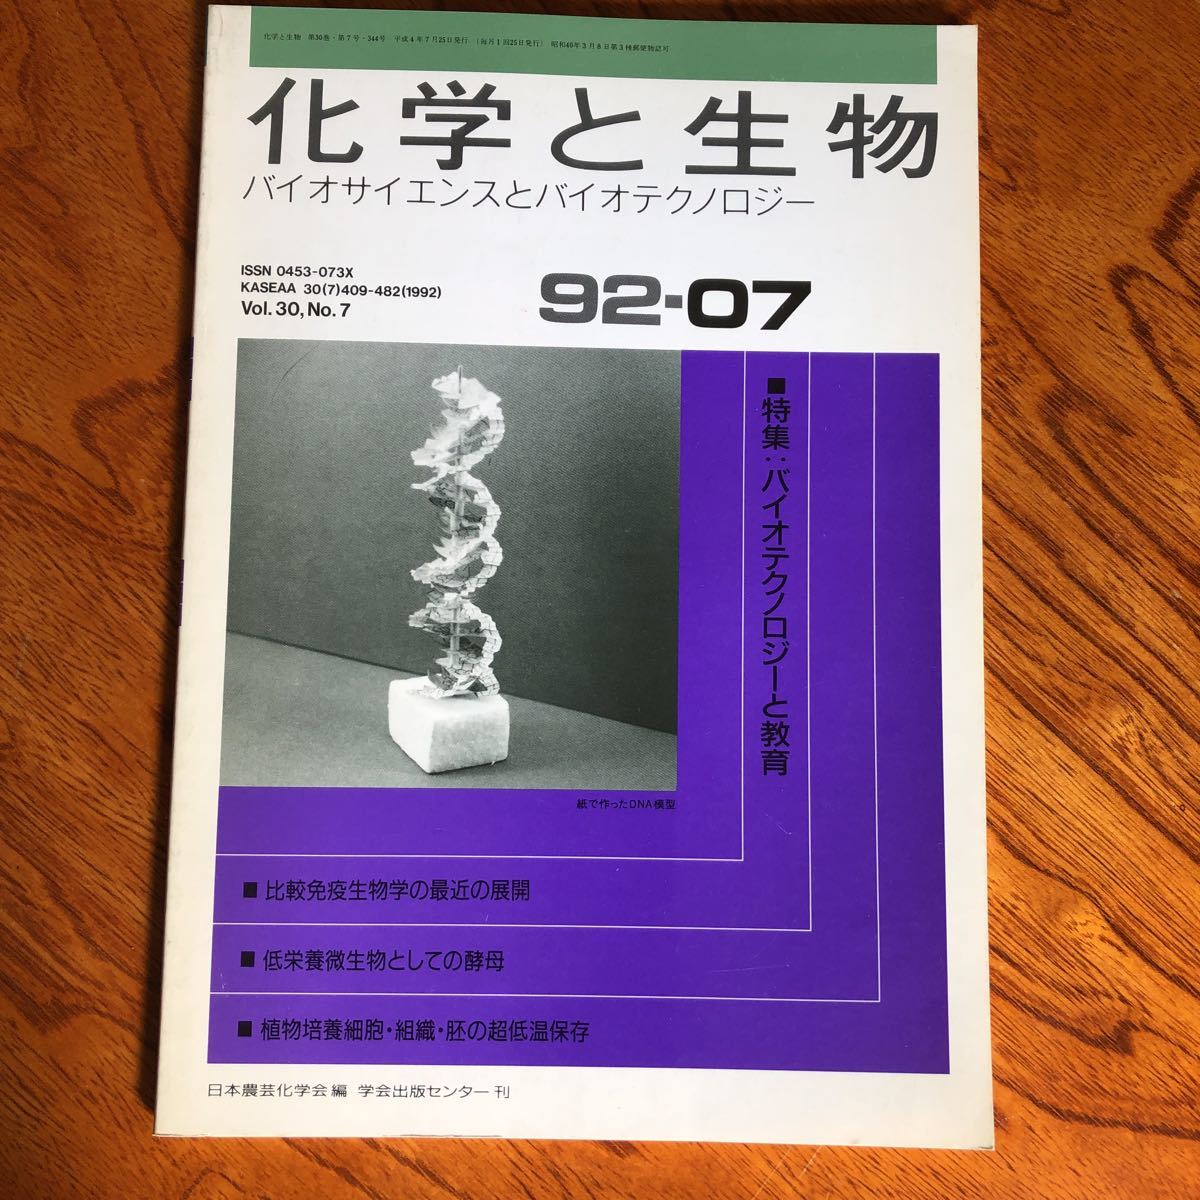 化学と生物 第30巻・第7号・344号 平成4年7月25日発行 (毎月1回25日発行) 昭和40年3月8日第3種郵便物認可
化学と生物
バイオサイエンスとバイオテクノロジー
ISSN 0453-073X
KASEAA 30(7)409-482(1992)
Vol. 30, No. 7
92-07
■特集:バイオテクノロジーと教育
紙で作ったDNA模型
■ 比較免疫生物学の最近の展開
■ 低栄養微生物としての酵母
■ 植物培養細胞・組織・胚の超低温保存
日本農芸化学会編 学会出版センター刊